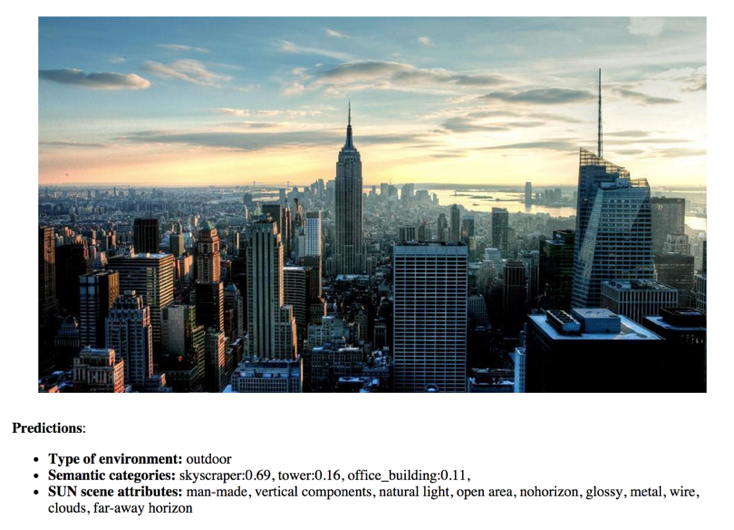 Predictions:
• Type of environment: outdoor
• Semantic categories: skyscraper:0.69, tower:0.16, office_building:0.11,
• SUN scene attributes: man-made, vertical components, natural light, open area, nohorizon, glossy, metal, wire,
clouds, far-away horizon